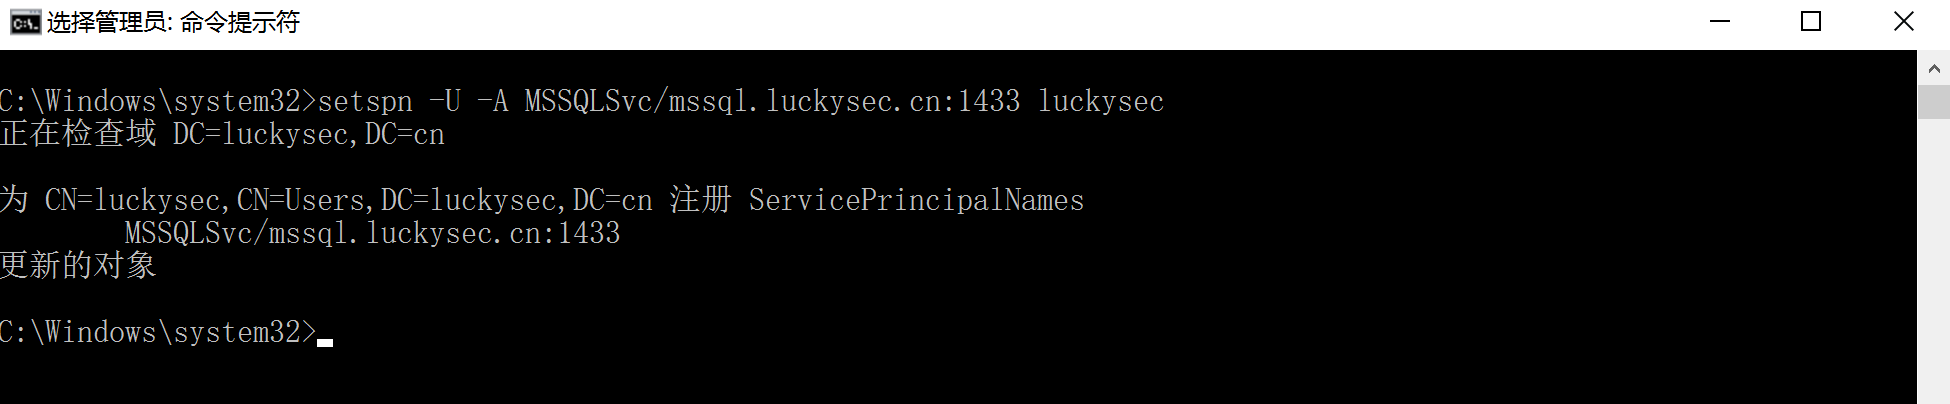 选择管理员: 命令提示符
C:\Windows\system32>setspn -U -A MSSQLSvc/mssql.luckysec.cn:1433 luckysec
正在检查域 DC=luckysec,DC=cn
为 CN=luckysec,CN=Users,DC=luckysec,DC=cn 注册 ServicePrincipalNames
MSSQLSvc/mssql.luckysec.cn:1433
更新的对象
C:\Windows\system32>